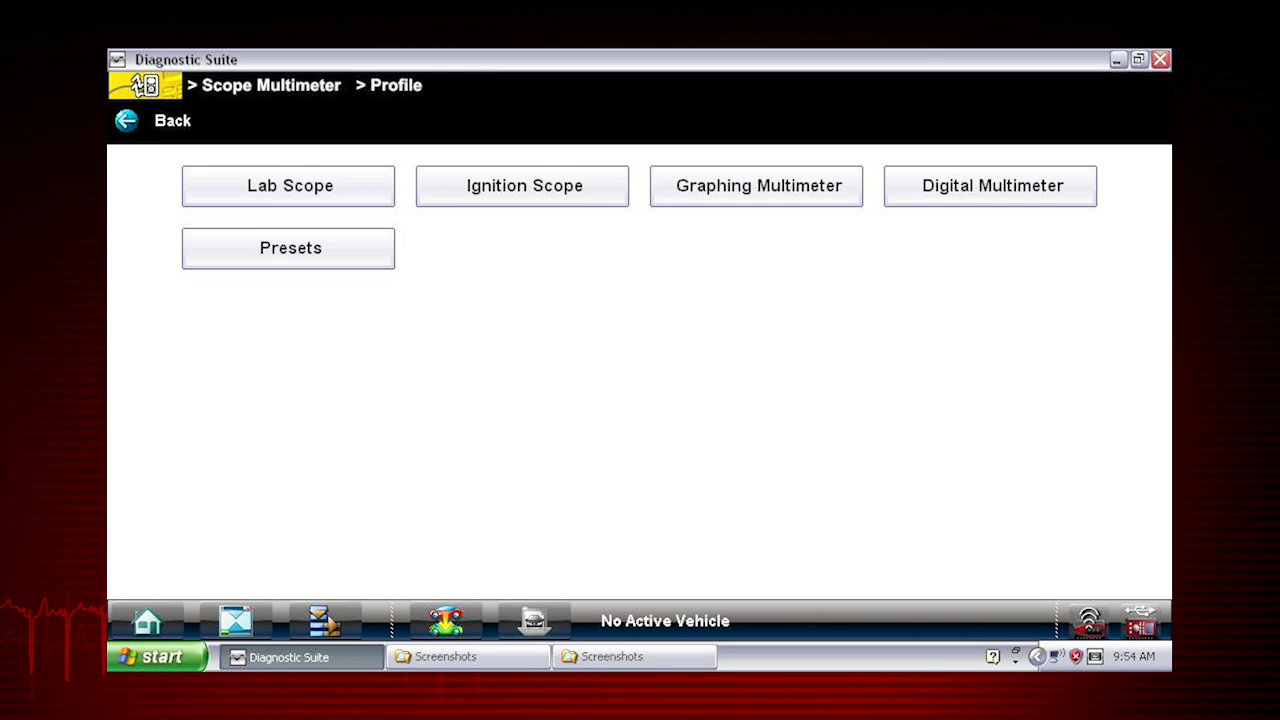 Diagnostic Suite
> Scope Multimeter > Profile
Back
Lab Scope Ignition Scope Graphing Multimeter Digital Multimeter
Presets
No Active Vehicle
start Diagnostic Suite Screenshots Screenshots 9:54 AM